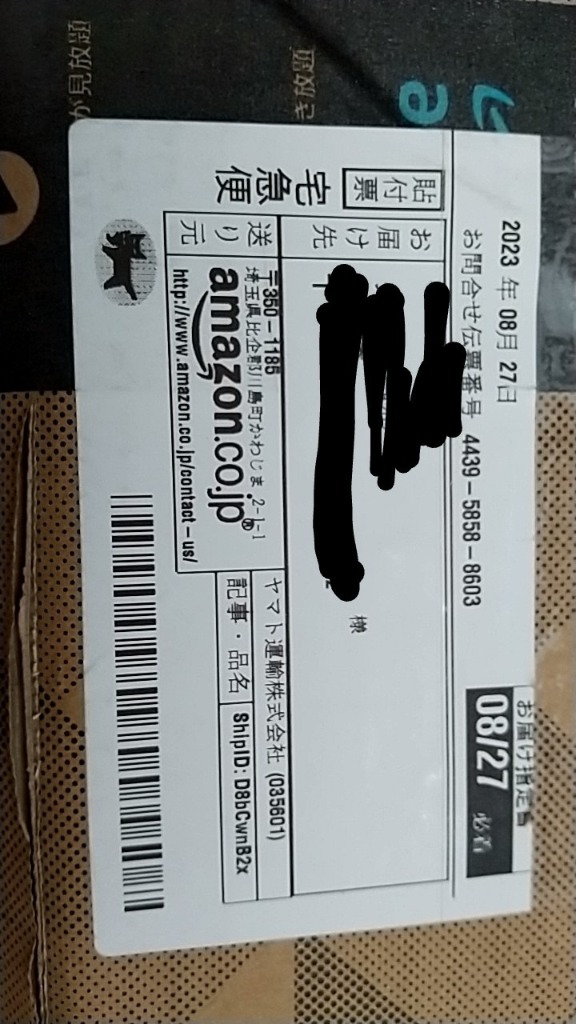 2023 年 08月 27日
お問合せ伝票番号 4439-5858-8603
お届け指定日
08/27 必着
貼付票
宅急便
お届け先
様
送り元
〒350-1185
埼玉県比企郡川島町かわじま 2-1-1
amazon.co.jp®
http://www.amazon.co.jp/contact-us/
ヤマト運輸株式会社 (035601)
記事・品名 ShipID: D8bCwnB2x